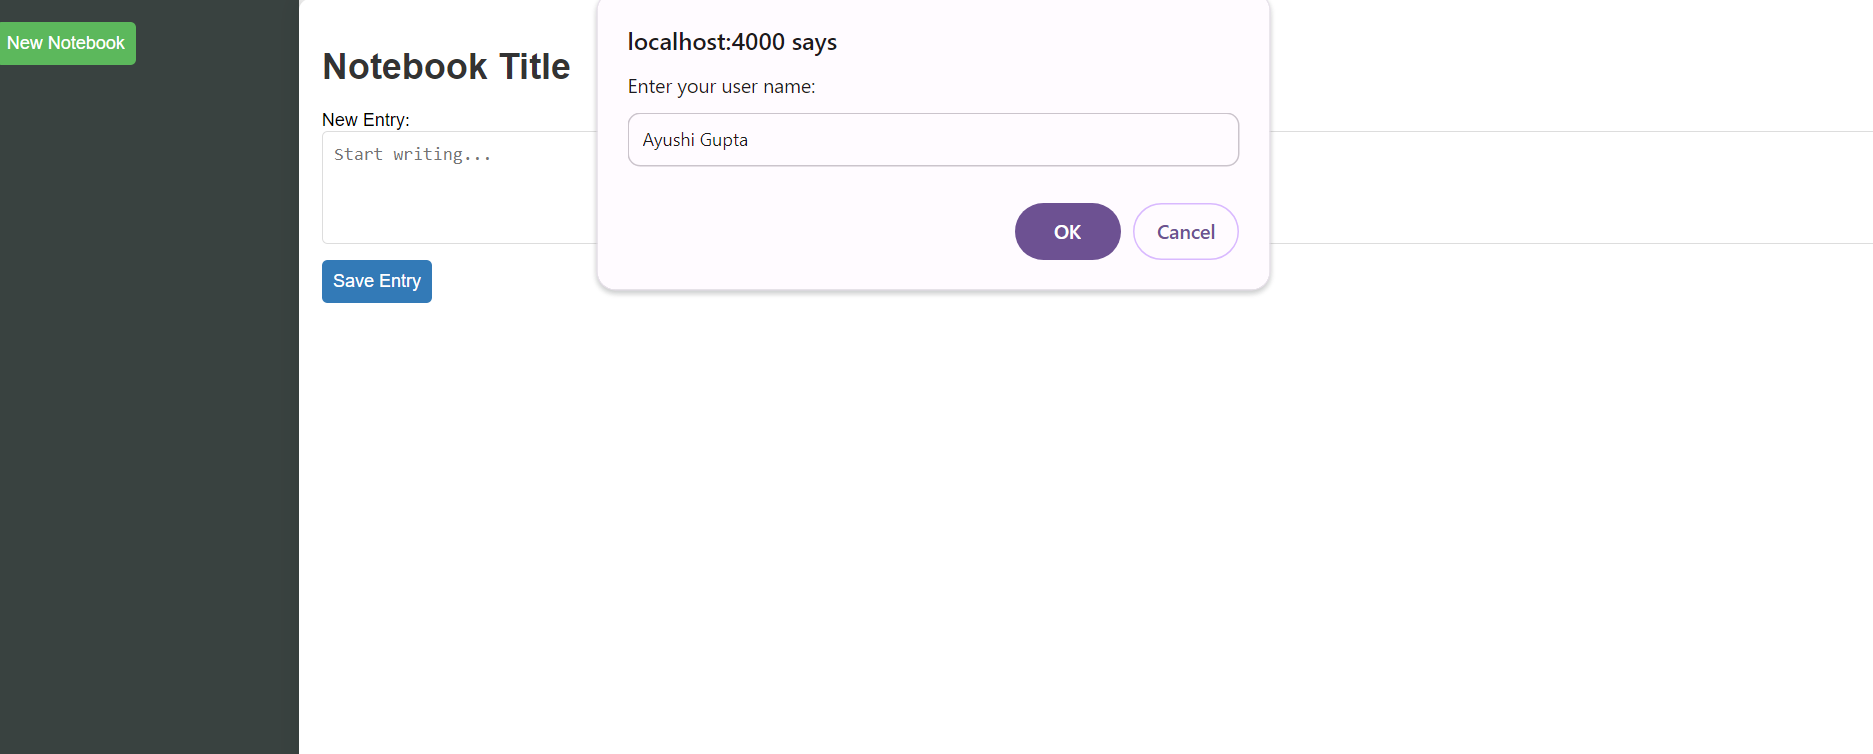 New Notebook
Notebook Title
New Entry:
Start writing...
Save Entry
localhost:4000 says
Enter your user name:
Ayushi Gupta
OK
Cancel